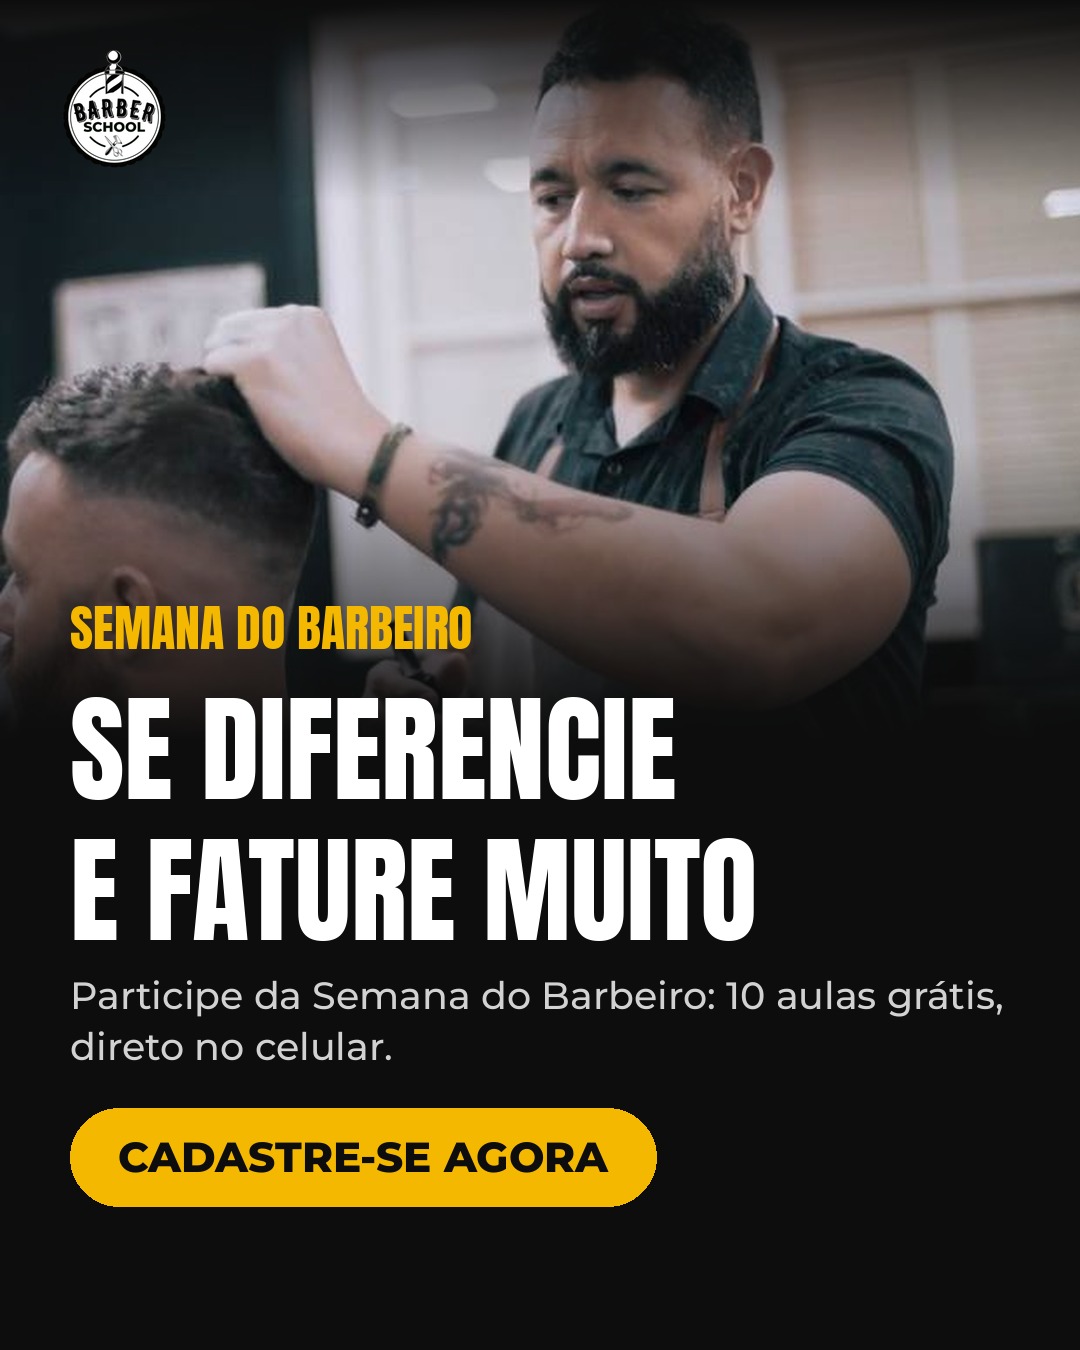 BARBER
SCHOOL
SEMANA DO BARBEIRO
SE DIFERENCIE
E FATURE MUITO
Participe da Semana do Barbeiro: 10 aulas grátis,
direto no celular.
CADASTRE-SE AGORA